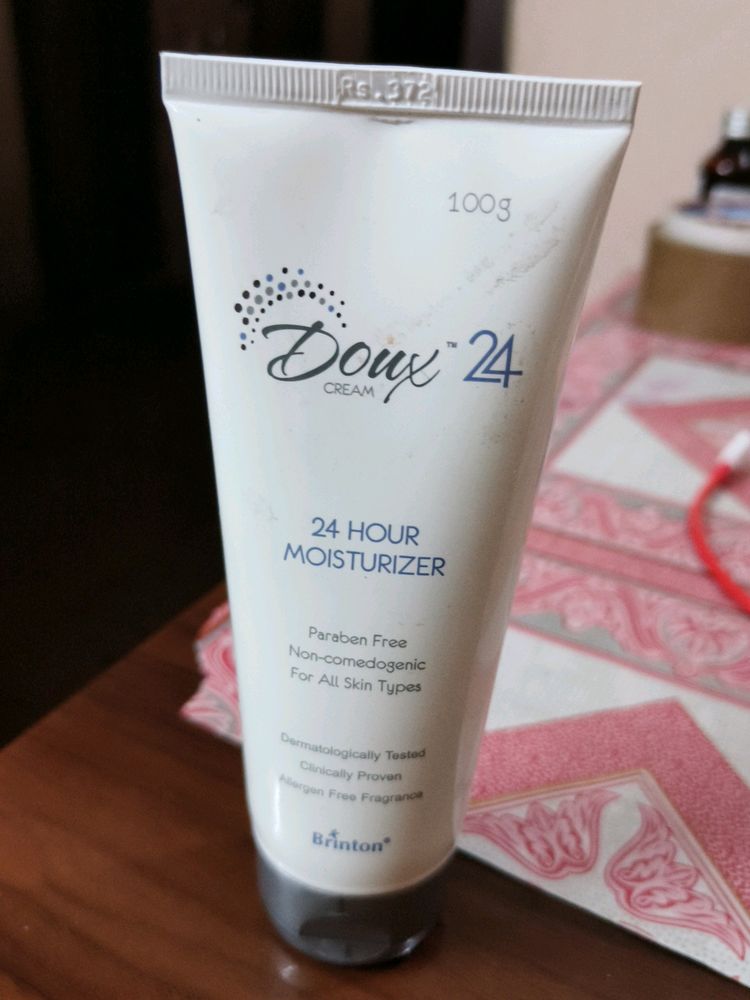 Rs.372
100g
Doux™ 24
CREAM
24 HOUR
MOISTURIZER
Paraben Free
Non-comedogenic
For All Skin Types
Dermatologically Tested
Clinically Proven
Allergen Free Fragrance
Brinton®